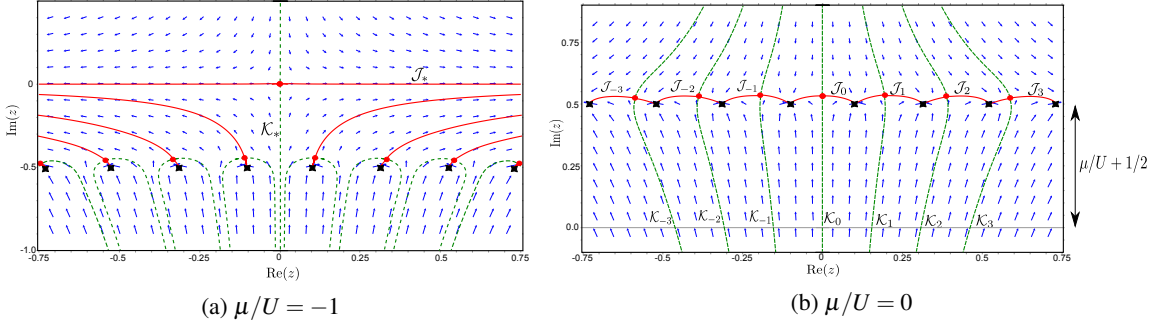 Im(z)
0
-0.5
-1.0
-0.75
-0.5
-0.25
0
0.25
0.5
0.75
Re(z)
𝒥*
𝒦*
(a) μ/U = −1
Im(z)
0.75
0.5
0.25
0.0
-0.75
-0.5
-0.25
0
0.25
0.5
0.75
Re(z)
𝒥−3 𝒥−2 𝒥−1 𝒥0 𝒥1 𝒥2 𝒥3
𝒦−3 𝒦−2 𝒦−1 𝒦0 𝒦1 𝒦2 𝒦3
μ/U + 1/2
(b) μ/U = 0